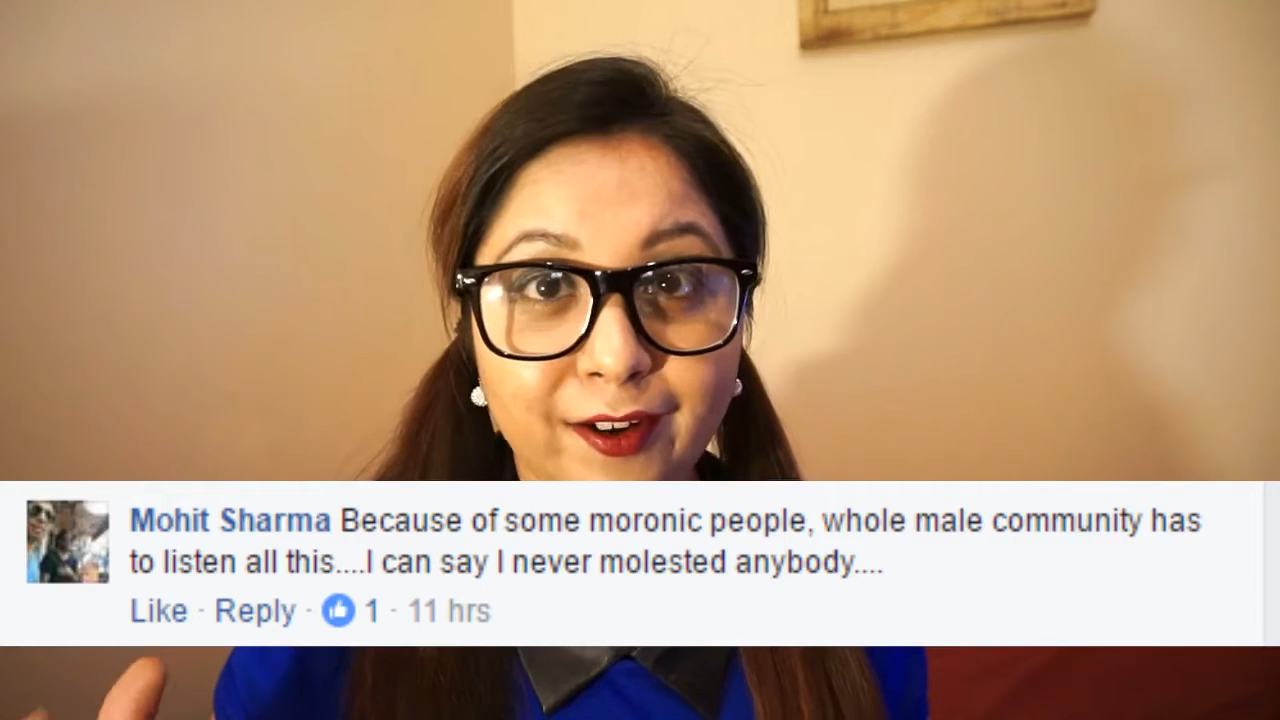 Mohit Sharma Because of some moronic people, whole male community has
to listen all this....I can say I never molested anybody....
Like · Reply · 1 · 11 hrs